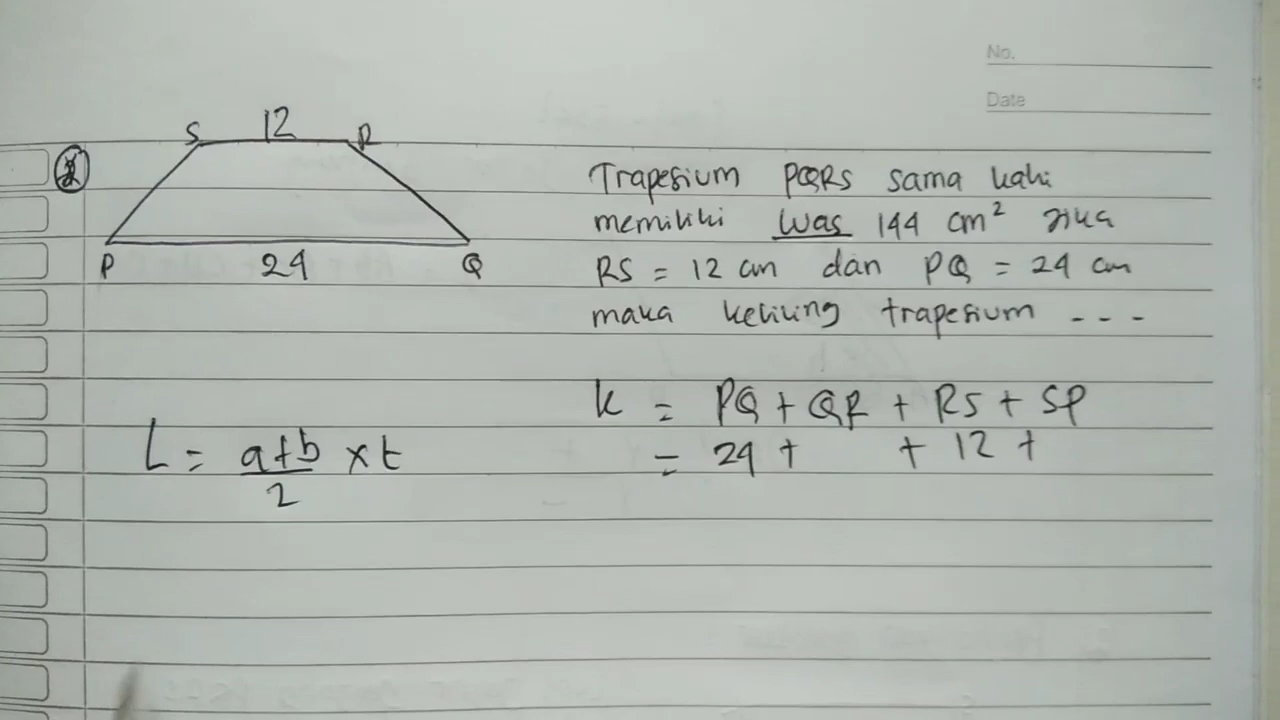 No.
Date
S 12 R
P 24 Q
Trapesium PQRS sama kaki
memiliki luas 144 cm² jika
RS = 12 cm dan PQ = 24 cm
maka keliling trapesium ---
K = PQ + QR + RS + SP
= 24 + + 12 +
L = a+b/2 x t